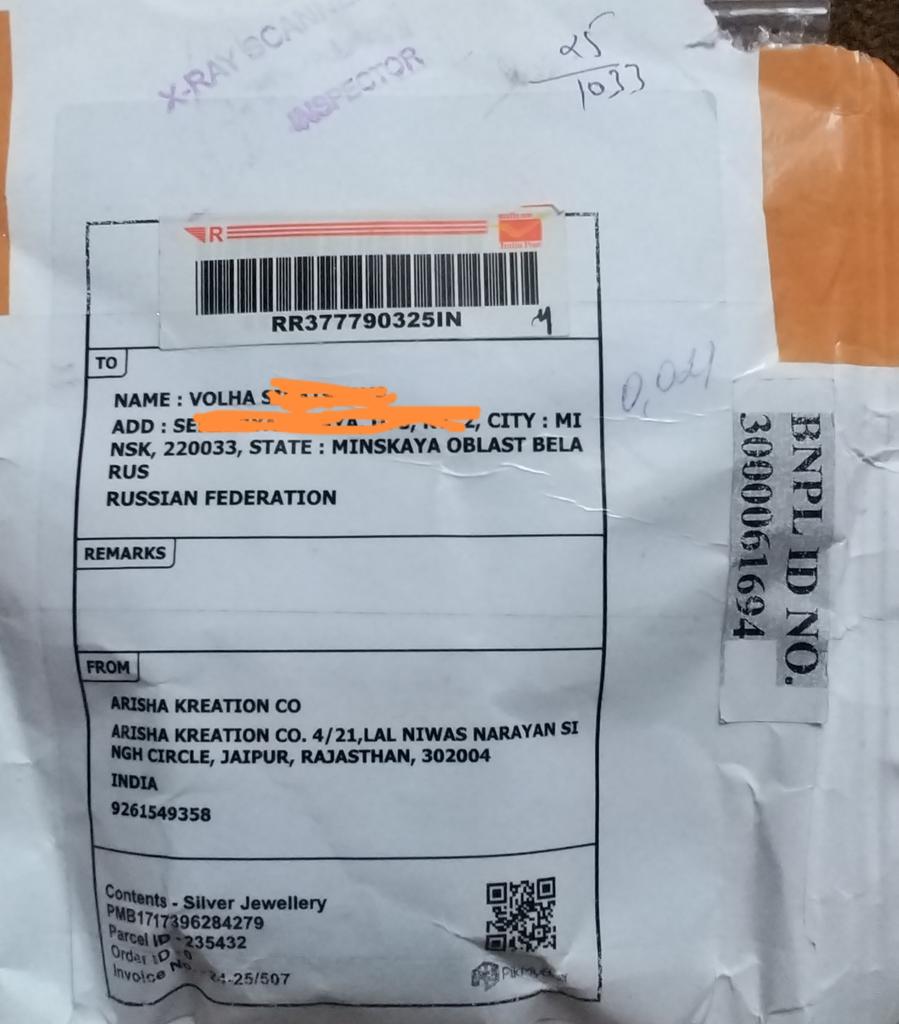 X-RAY SCANN
INSPECTOR
25
1033
R
India Post
RR377790325IN
TO
NAME : VOLHA S
ADD : SE 2, CITY : MI
NSK, 220033, STATE : MINSKAYA OBLAST BELA
RUS
RUSSIAN FEDERATION
0,021
BNPL ID NO.
3000061694
REMARKS
FROM
ARISHA KREATION CO
ARISHA KREATION CO. 4/21,LAL NIWAS NARAYAN SI
NGH CIRCLE, JAIPUR, RAJASTHAN, 302004
INDIA
9261549358
Contents - Silver Jewellery
PMB1717396284279
Parcel ID - 235432
Order ID
Invoice No. 24-25/507